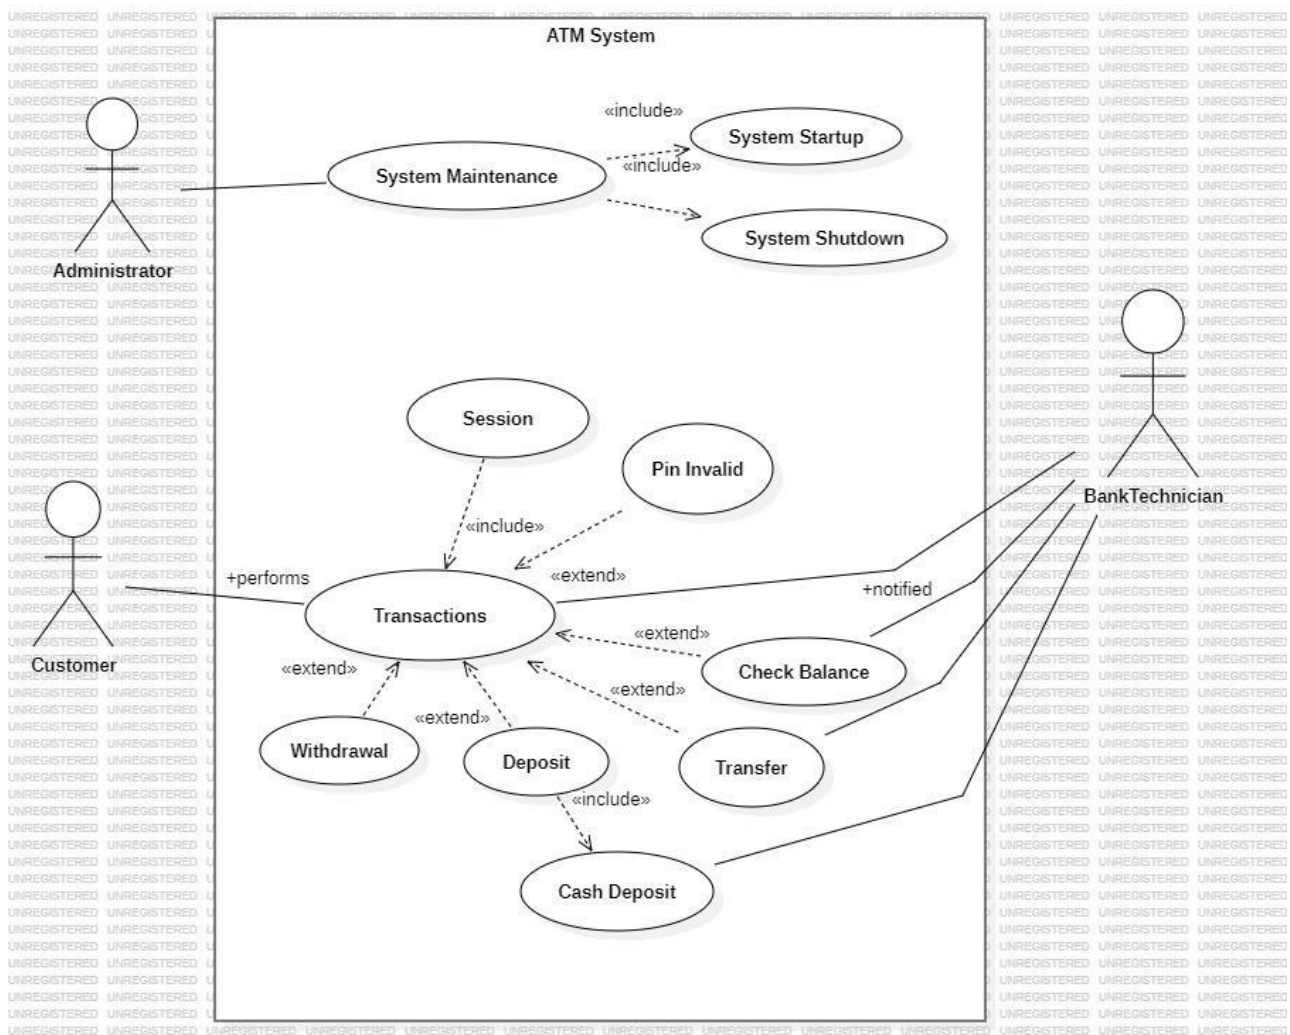 ATM System
«include»
System Startup
«include»
System Maintenance
System Shutdown
Administrator
Session
Pin Invalid
BankTechnician
«include»
+performs
«extend»
+notified
Transactions
«extend»
Customer
«extend»
Check Balance
«extend»
«extend»
Withdrawal
Deposit
Transfer
«include»
Cash Deposit
UNREGISTERED